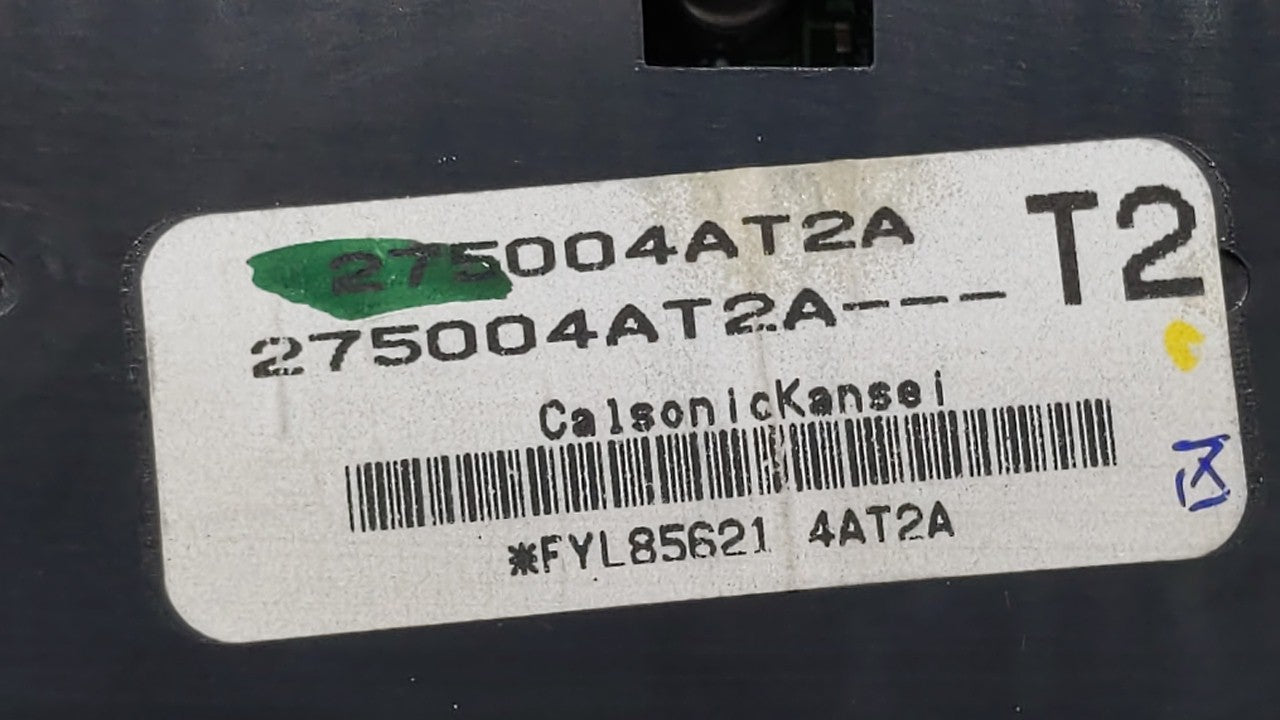 275004AT2A
T2
275004AT2A---
CalsonicKansei
*FYL85621 4AT2A